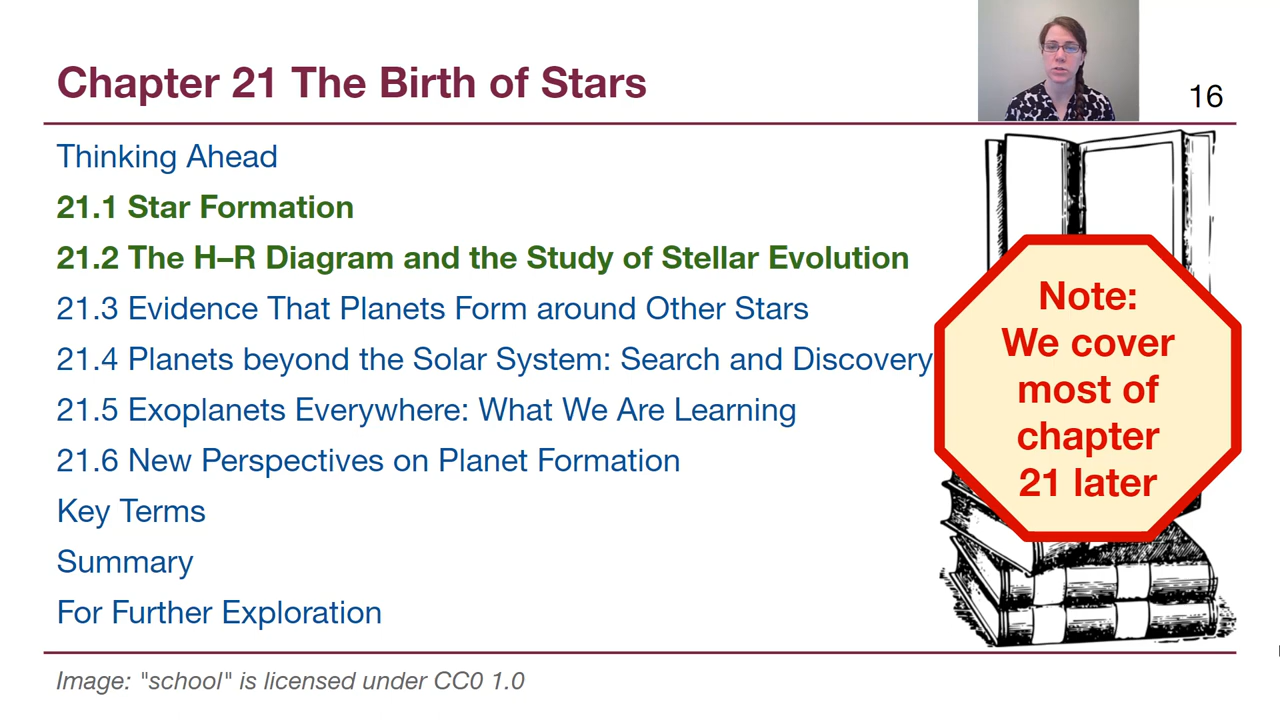 Chapter 21 The Birth of Stars
16
Thinking Ahead
21.1 Star Formation
21.2 The H–R Diagram and the Study of Stellar Evolution
21.3 Evidence That Planets Form around Other Stars
21.4 Planets beyond the Solar System: Search and Discovery
21.5 Exoplanets Everywhere: What We Are Learning
21.6 New Perspectives on Planet Formation
Key Terms
Summary
For Further Exploration
Note:
We cover
most of
chapter
21 later
Image: "school" is licensed under CC0 1.0